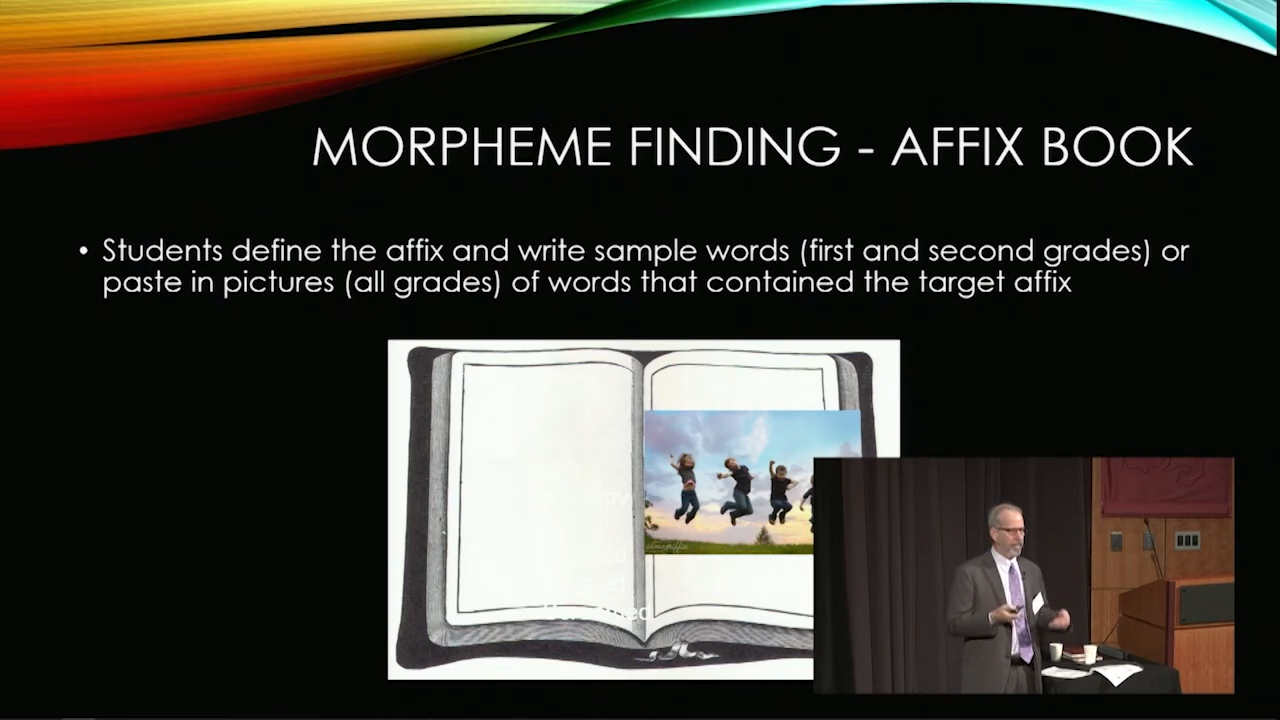 MORPHEME FINDING - AFFIX BOOK
• Students define the affix and write sample words (first and second grades) or
paste in pictures (all grades) of words that contained the target affix